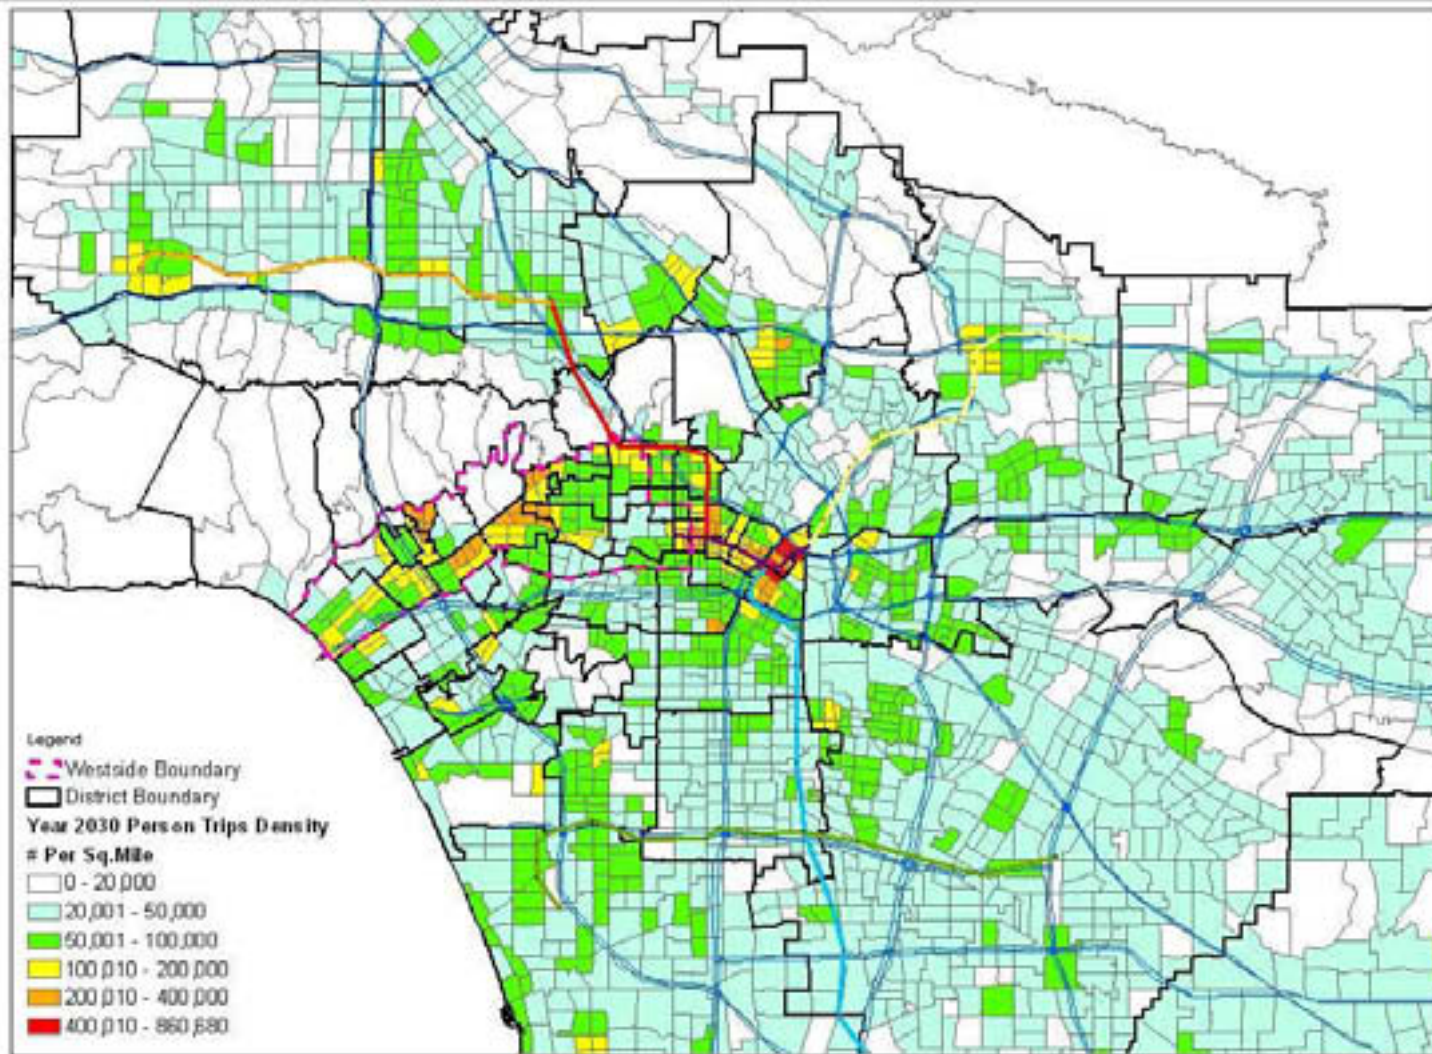 Legend
Westside Boundary
District Boundary
Year 2030 Person Trips Density
# Per Sq.Mile
0 - 20,000
20,001 - 50,000
50,001 - 100,000
100,010 - 200,000
200,010 - 400,000
400,010 - 860,680